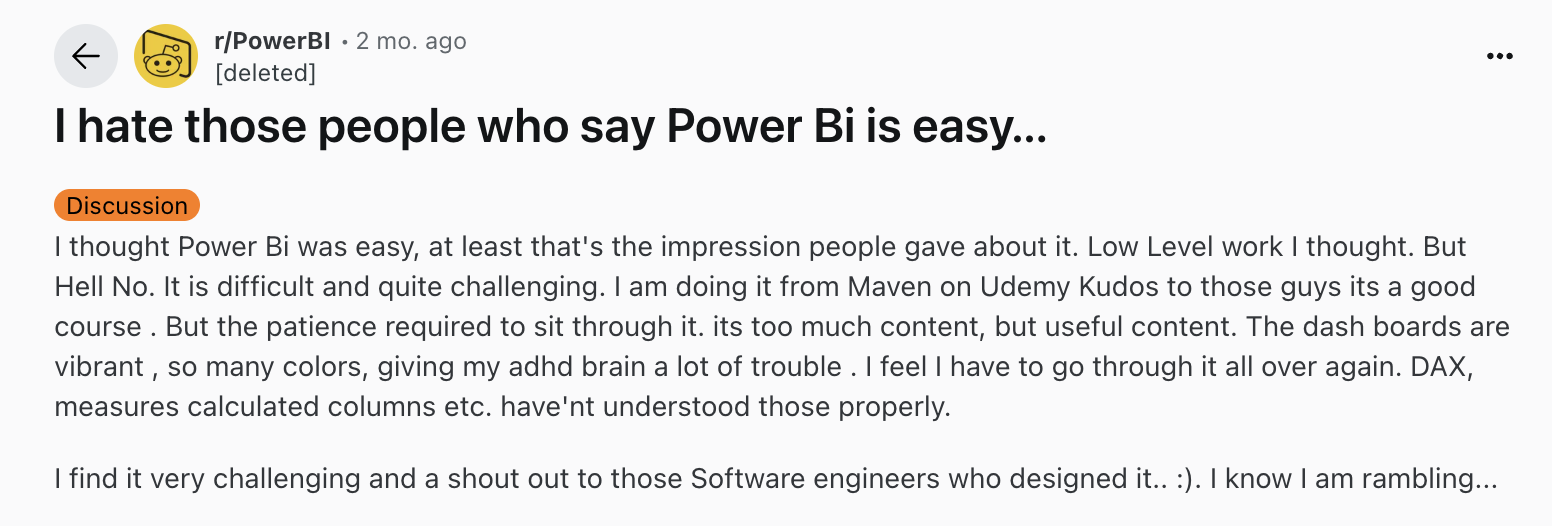 r/PowerBI • 2 mo. ago
[deleted]
I hate those people who say Power Bi is easy...
Discussion
I thought Power Bi was easy, at least that's the impression people gave about it. Low Level work I thought. But
Hell No. It is difficult and quite challenging. I am doing it from Maven on Udemy Kudos to those guys its a good
course . But the patience required to sit through it. its too much content, but useful content. The dash boards are
vibrant , so many colors, giving my adhd brain a lot of trouble . I feel I have to go through it all over again. DAX,
measures calculated columns etc. have'nt understood those properly.
I find it very challenging and a shout out to those Software engineers who designed it.. :). I know I am rambling...